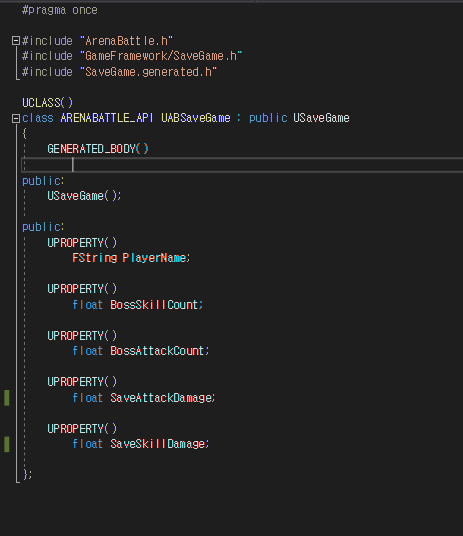 #pragma once
#include "ArenaBattle.h"
#include "GameFramework/SaveGame.h"
#include "SaveGame.generated.h"
UCLASS()
class ARENABATTLE_API UABSaveGame : public USaveGame
{
GENERATED_BODY()
public:
USaveGame();
public:
UPROPERTY()
FString PlayerName;
UPROPERTY()
float BossSkillCount;
UPROPERTY()
float BossAttackCount;
UPROPERTY()
float SaveAttackDamage;
UPROPERTY()
float SaveSkillDamage;
};